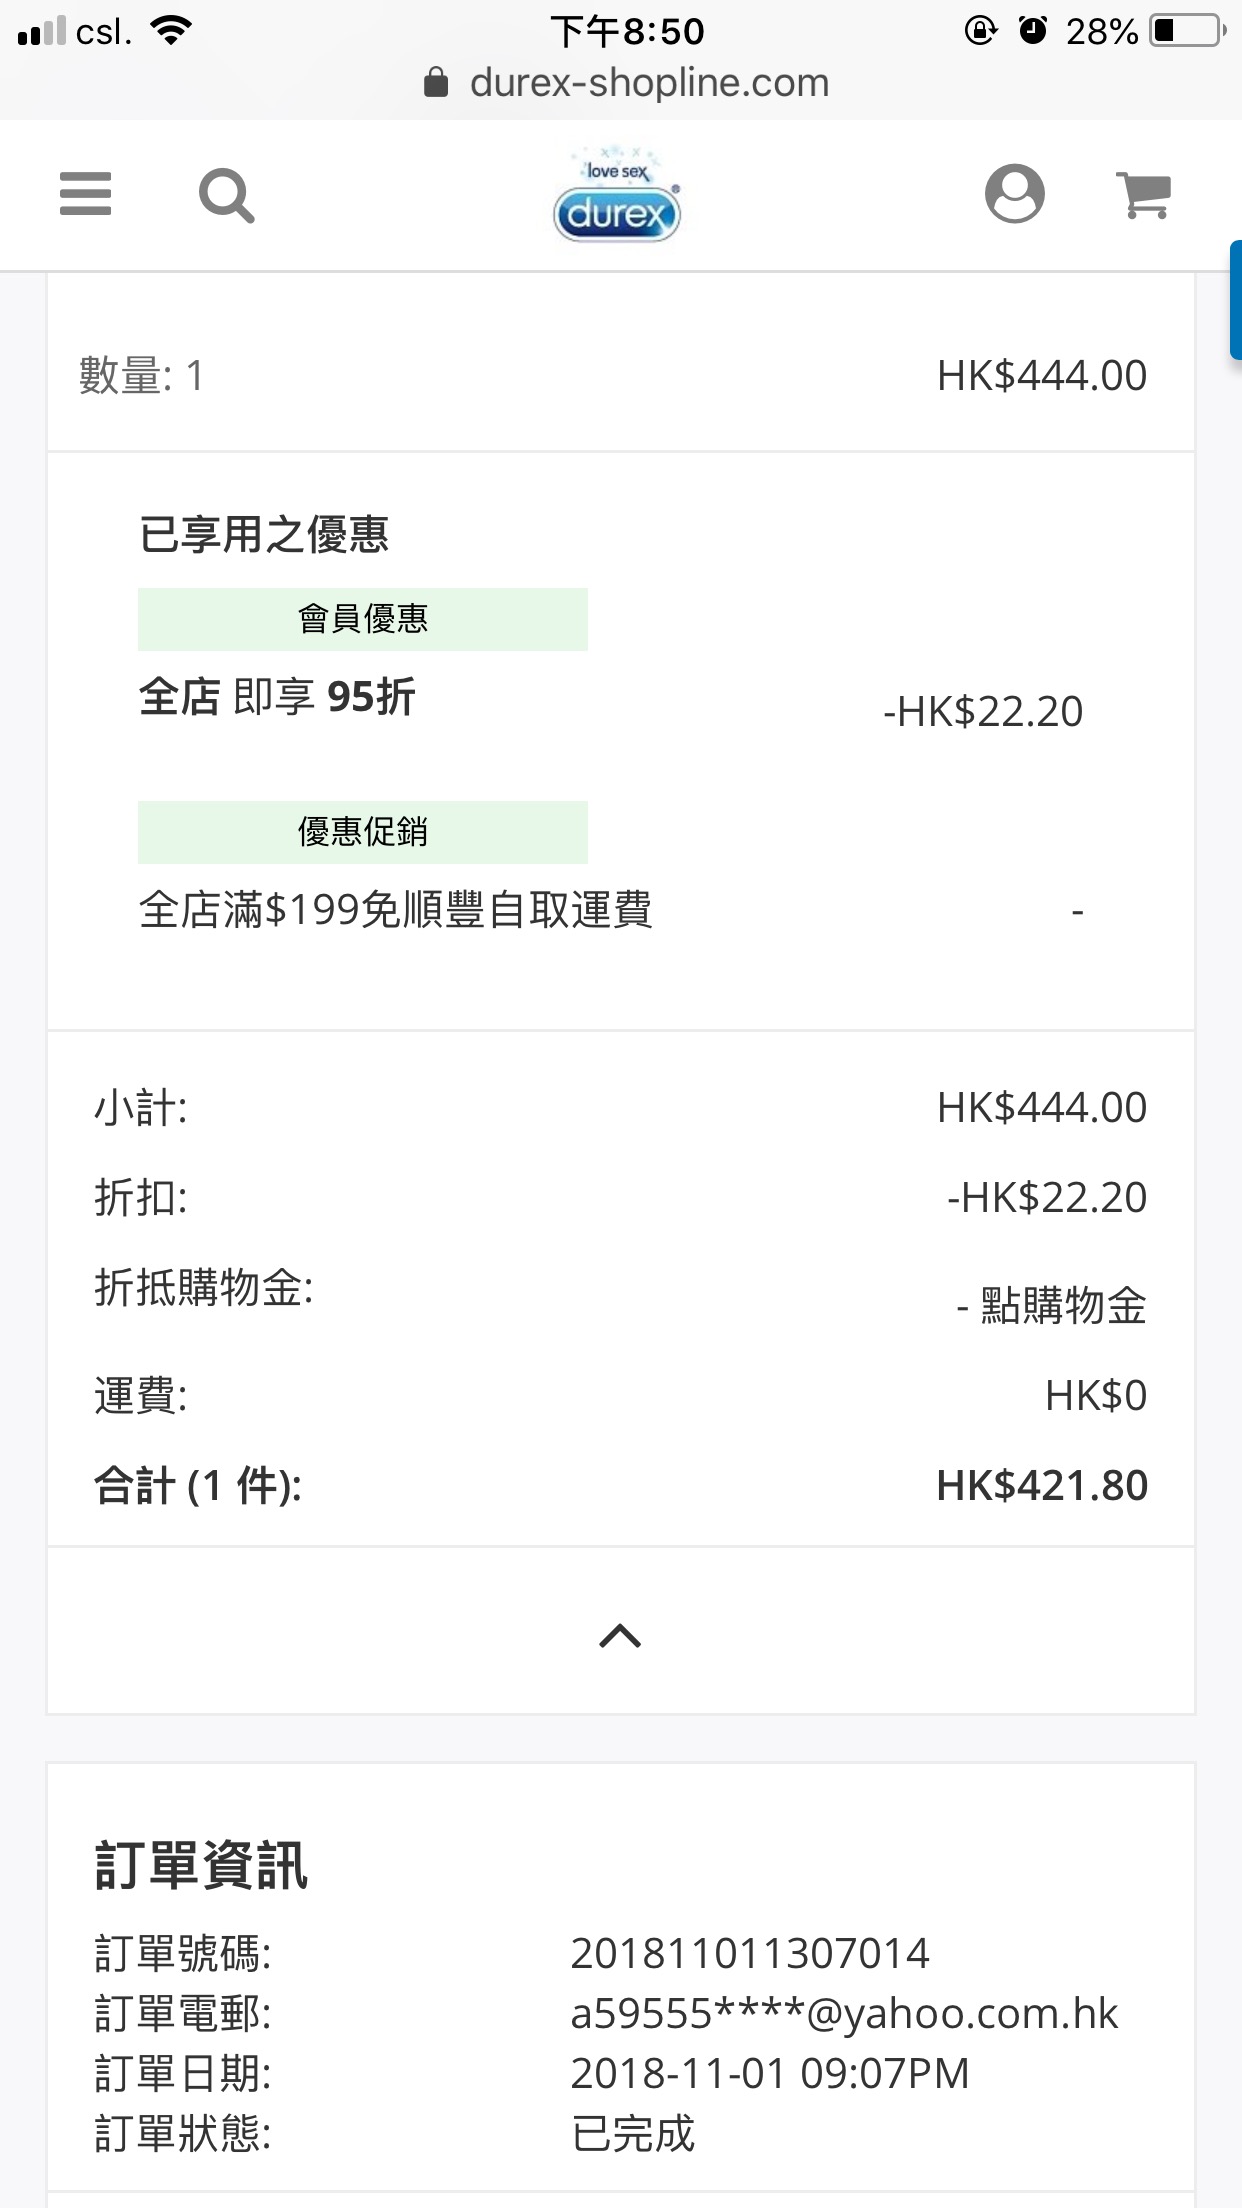 csl. 下午8:50 28%
durex-shopline.com
love sex
durex®
數量: 1 HK$444.00
已享用之優惠
會員優惠
全店 即享 95折 -HK$22.20
優惠促銷
全店滿$199免順豐自取運費 -
小計: HK$444.00
折扣: -HK$22.20
折抵購物金: - 點購物金
運費: HK$0
合計 (1 件): HK$421.80
訂單資訊
訂單號碼: 201811011307014
訂單電郵: a59555****@yahoo.com.hk
訂單日期: 2018-11-01 09:07PM
訂單狀態: 已完成